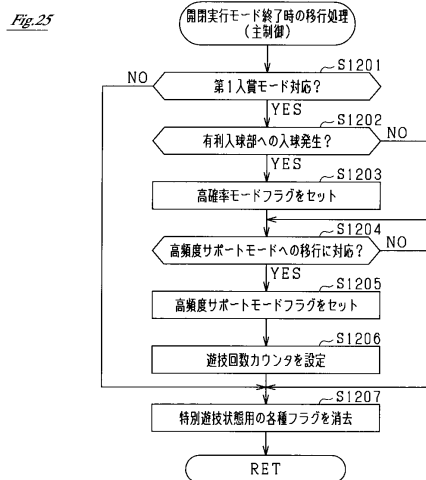 Fig.25
開閉実行モード終了時の移行処理
(主制御)
S1201
NO
第1入賞モード対応?
YES
S1202
有利入球部への入球発生?
NO
YES
S1203
高確率モードフラグをセット
S1204
高頻度サポートモードへの移行に対応?
NO
YES
S1205
高頻度サポートモードフラグをセット
S1206
遊技回数カウンタを設定
S1207
特別遊技状態用の各種フラグを消去
RET